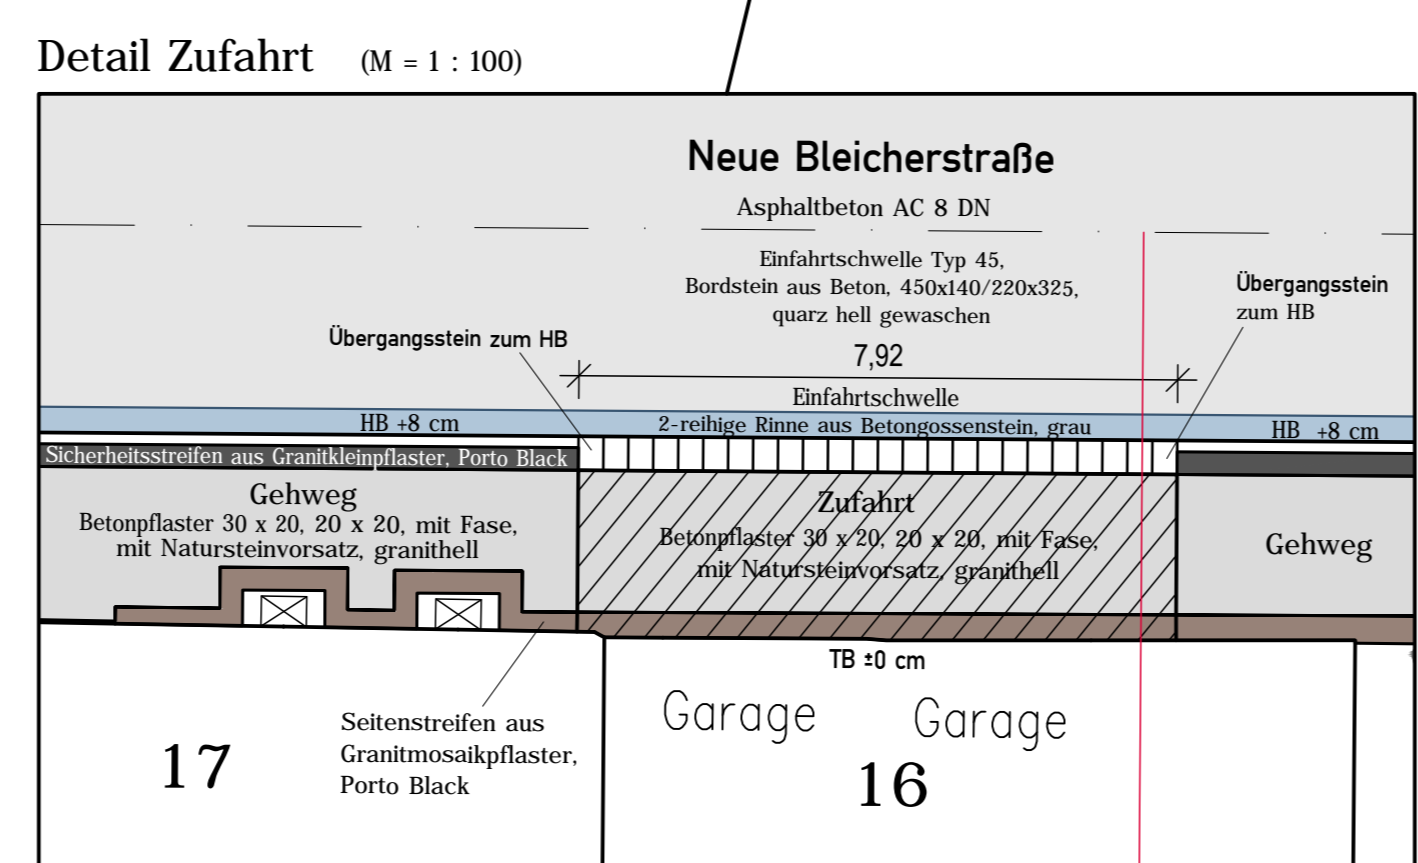 Detail Zufahrt (M = 1 : 100)
Neue Bleicherstraße
Asphaltbeton AC 8 DN
Einfahrtschwelle Typ 45,
Bordstein aus Beton, 450x140/220x325,
quarz hell gewaschen
Übergangsstein
zum HB
Übergangsstein zum HB
7,92
Einfahrtschwelle
HB +8 cm
2-reihige Rinne aus Betongossenstein, grau
HB +8 cm
Sicherheitsstreifen aus Granitkleinpflaster, Porto Black
Gehweg
Betonpflaster 30 x 20, 20 x 20, mit Fase,
mit Natursteinvorsatz, granithell
Zufahrt
Betonpflaster 30 x 20, 20 x 20, mit Fase,
mit Natursteinvorsatz, granithell
Gehweg
TB ±0 cm
Seitenstreifen aus
Granitmosaikpflaster,
Porto Black
Garage Garage
17
16